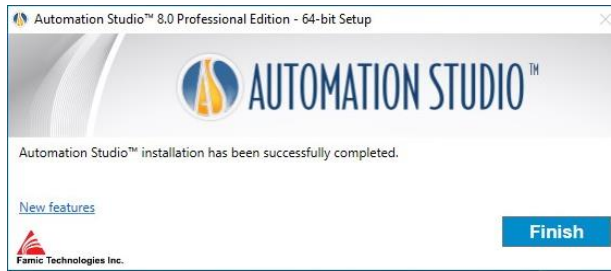 Automation Studio™ 8.0 Professional Edition - 64-bit Setup
AUTOMATION STUDIO™
Automation Studio™ installation has been successfully completed.
New features
Finish
Famic Technologies Inc.